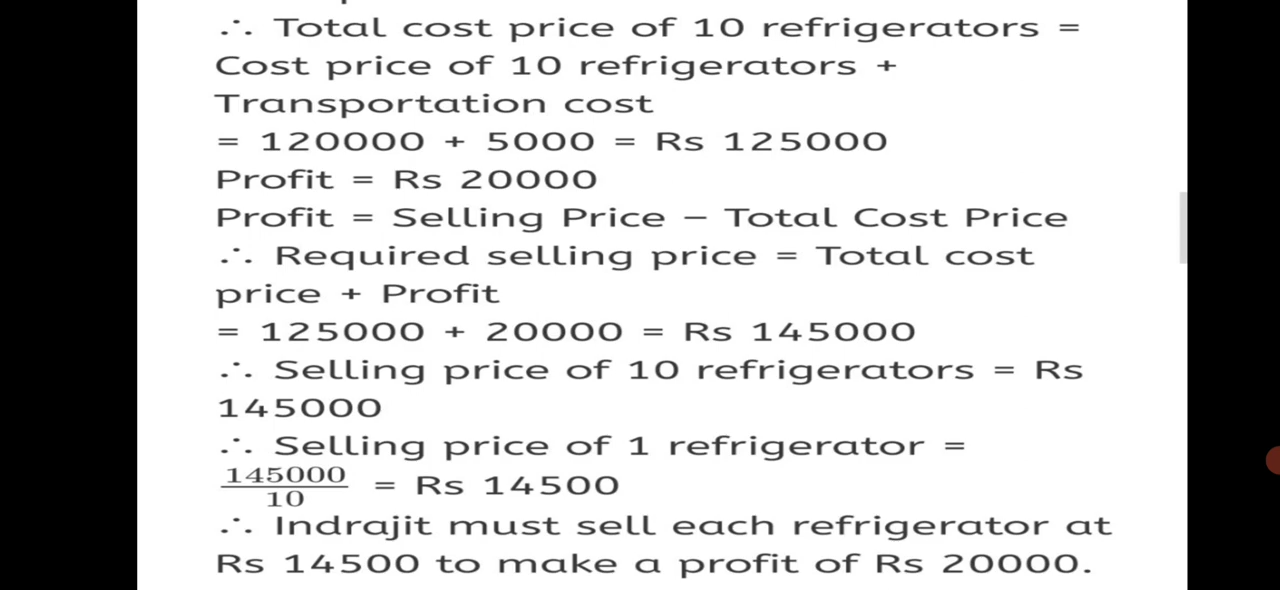 ∴ Total cost price of 10 refrigerators =
Cost price of 10 refrigerators +
Transportation cost
= 120000 + 5000 = Rs 125000
Profit = Rs 20000
Profit = Selling Price − Total Cost Price
∴ Required selling price = Total cost
price + Profit
= 125000 + 20000 = Rs 145000
∴ Selling price of 10 refrigerators = Rs
145000
∴ Selling price of 1 refrigerator =
145000/10 = Rs 14500
∴ Indrajit must sell each refrigerator at
Rs 14500 to make a profit of Rs 20000.